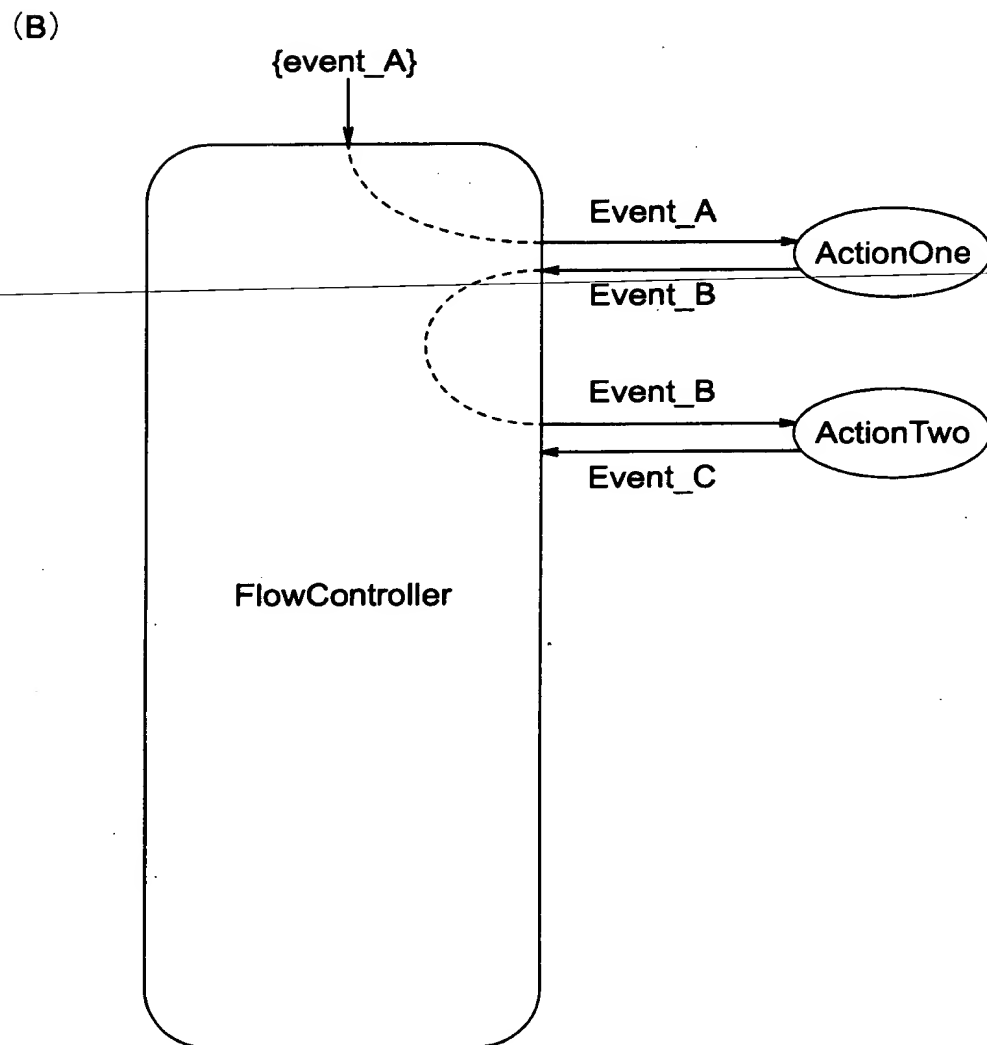 (B)
{event_A}
Event_A
ActionOne
Event_B
Event_B
ActionTwo
Event_C
FlowController